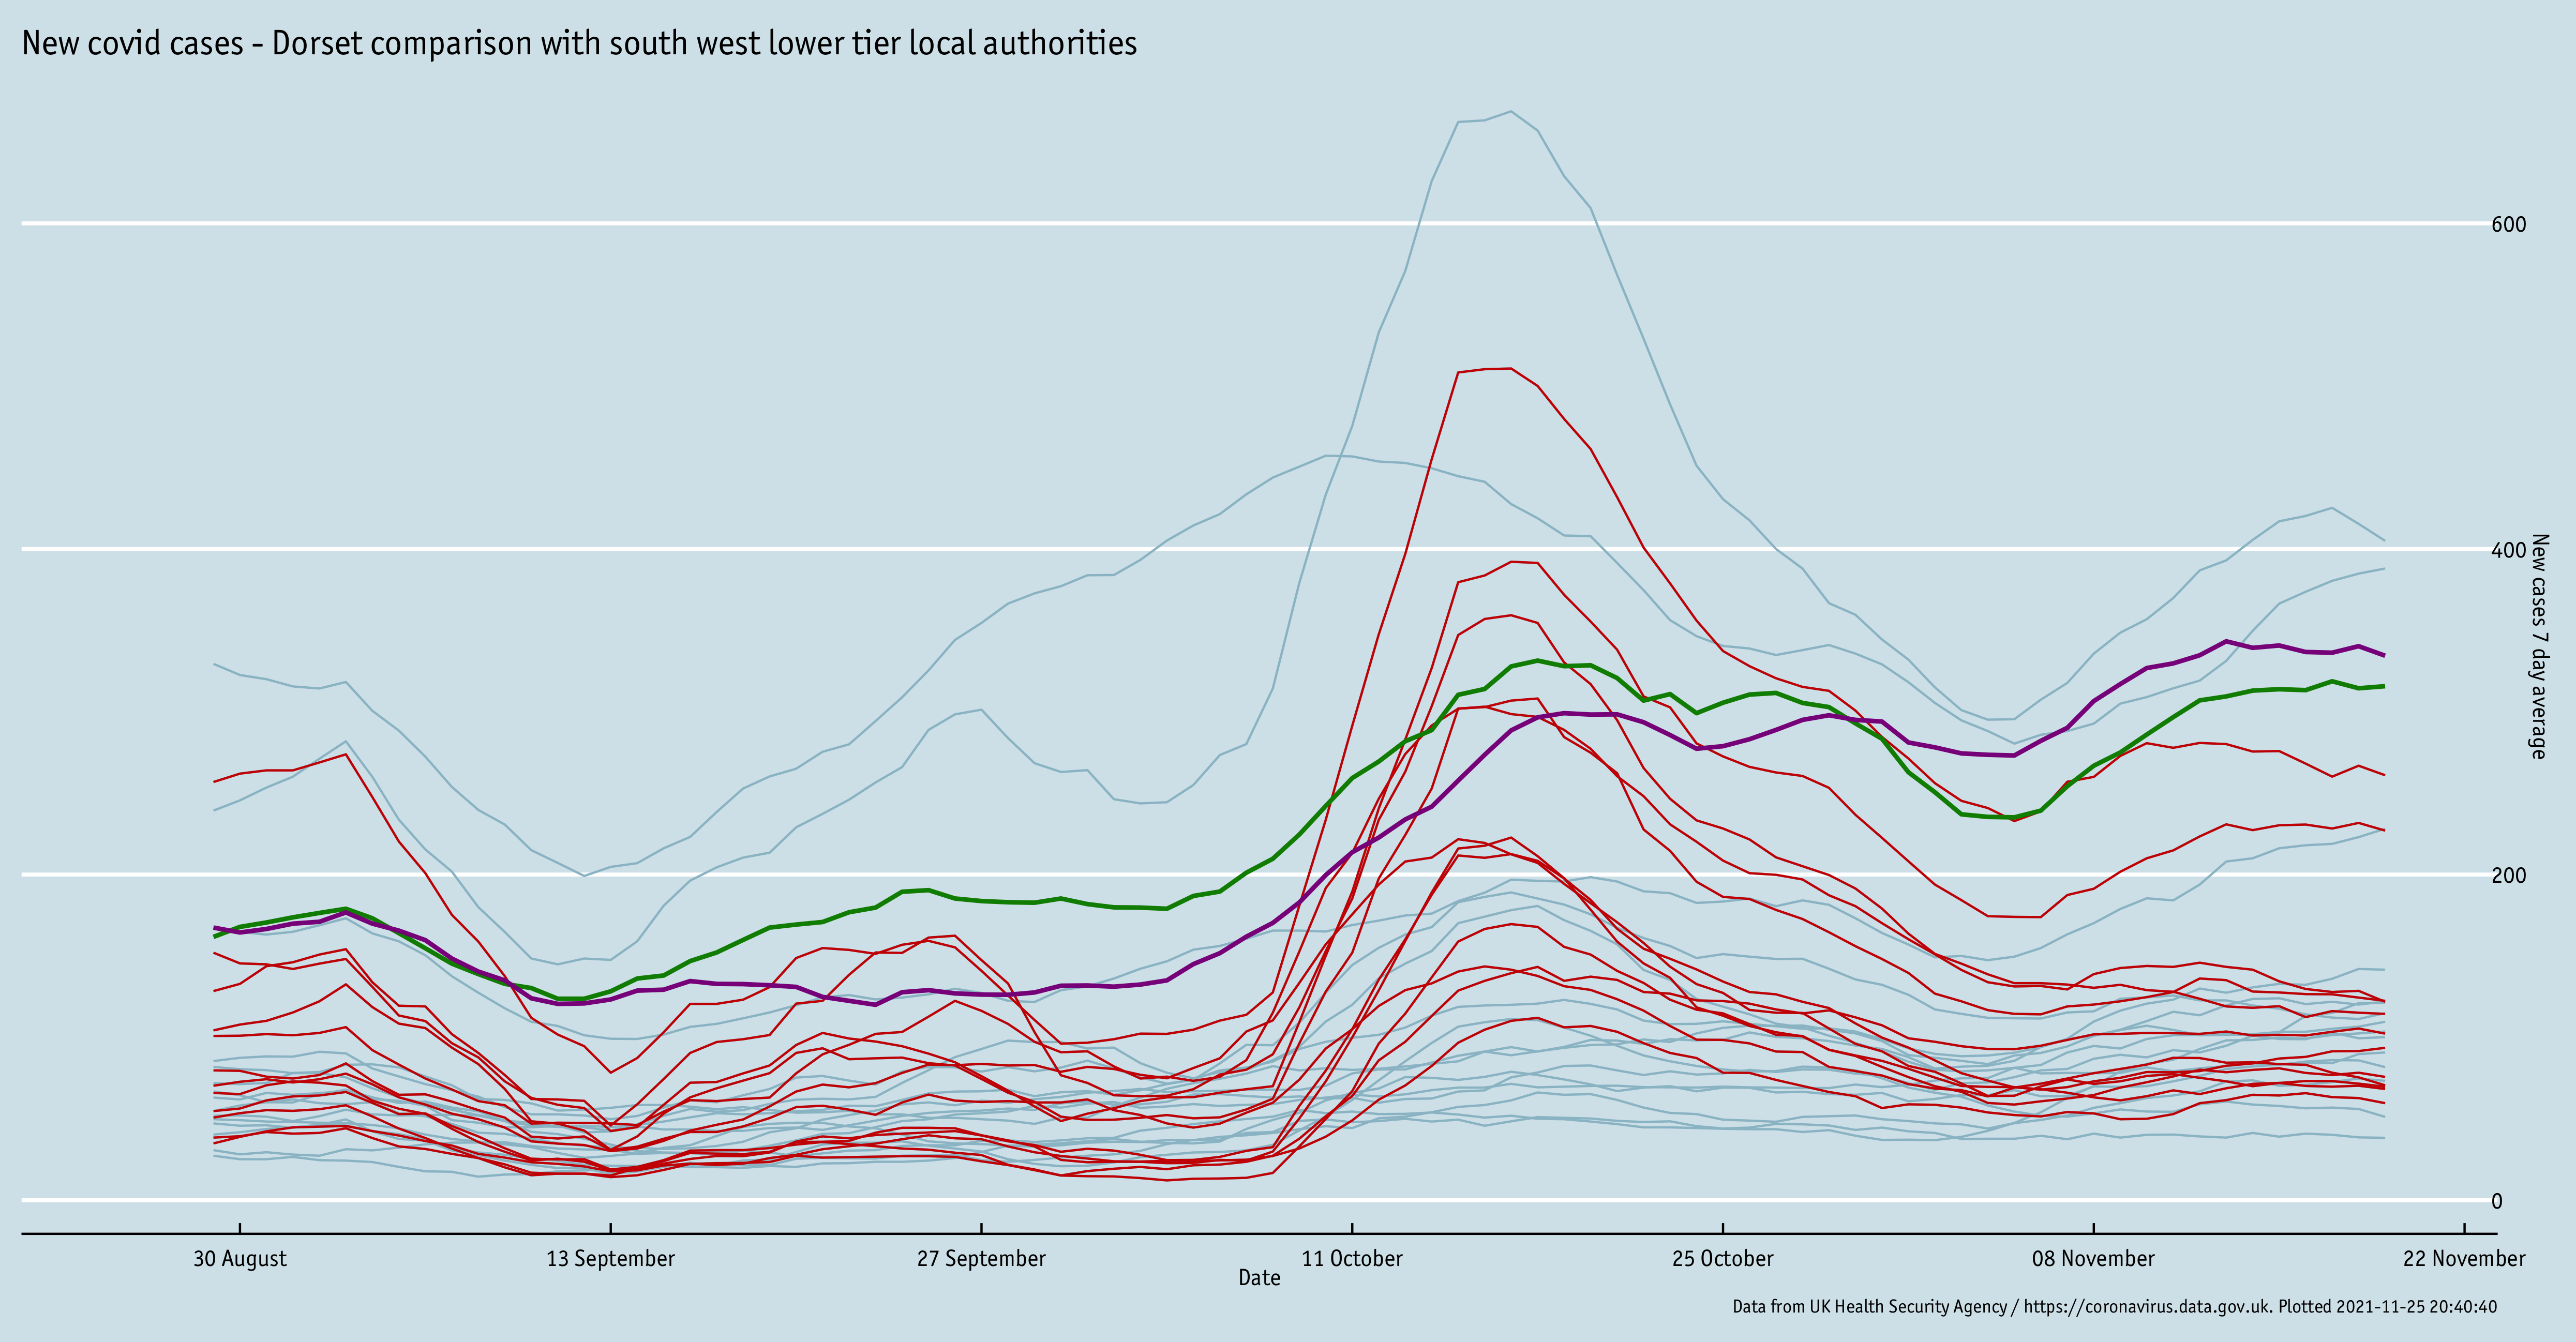 New covid cases - Dorset comparison with south west lower tier local authorities
600
400
New cases 7 day average
200
0
30 August
13 September
27 September
11 October
25 October
08 November
22 November
Date
Data from UK Health Security Agency / https://coronavirus.data.gov.uk. Plotted 2021-11-25 20:40:40